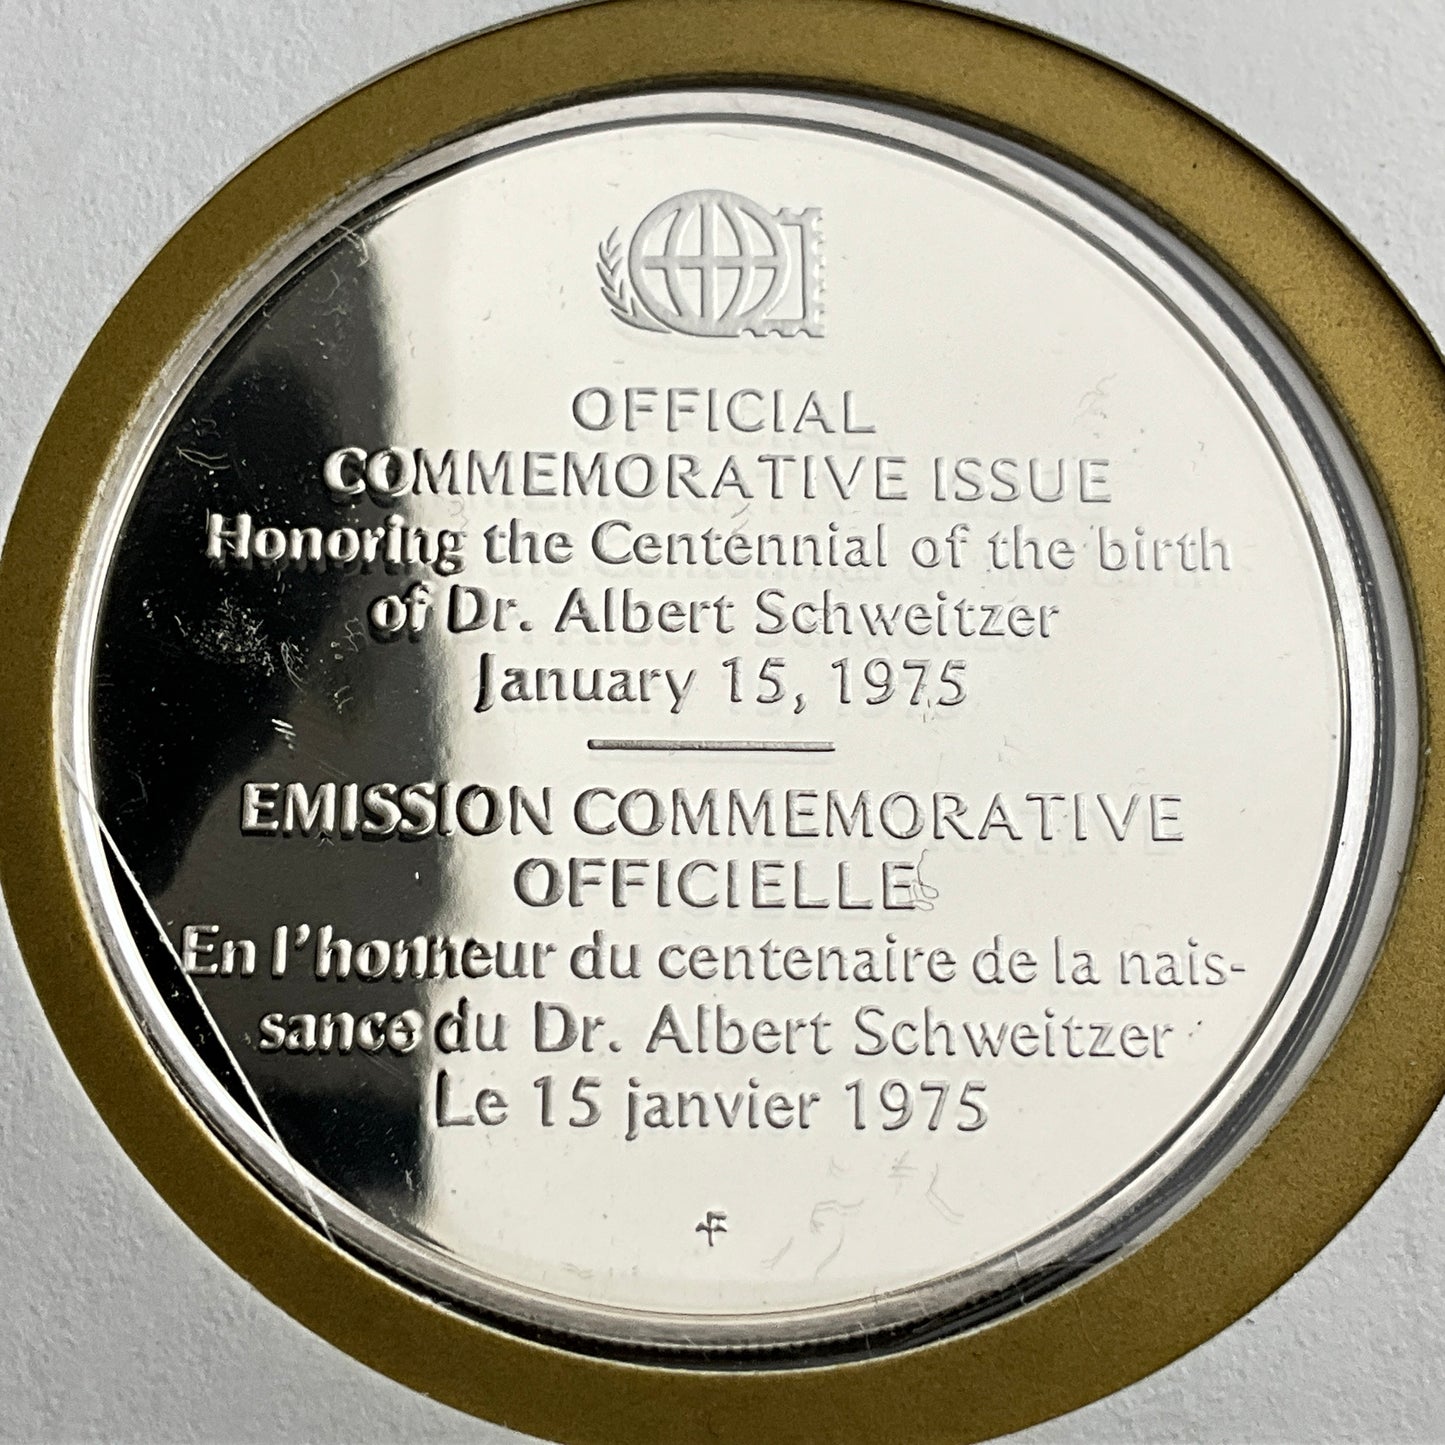 OFFICIAL
COMMEMORATIVE ISSUE
Honoring the Centennial of the birth
of Dr. Albert Schweitzer
January 15, 1975
EMISSION COMMEMORATIVE
OFFICIELLE
En l'honneur du centenaire de la nais-
sance du Dr. Albert Schweitzer
Le 15 janvier 1975